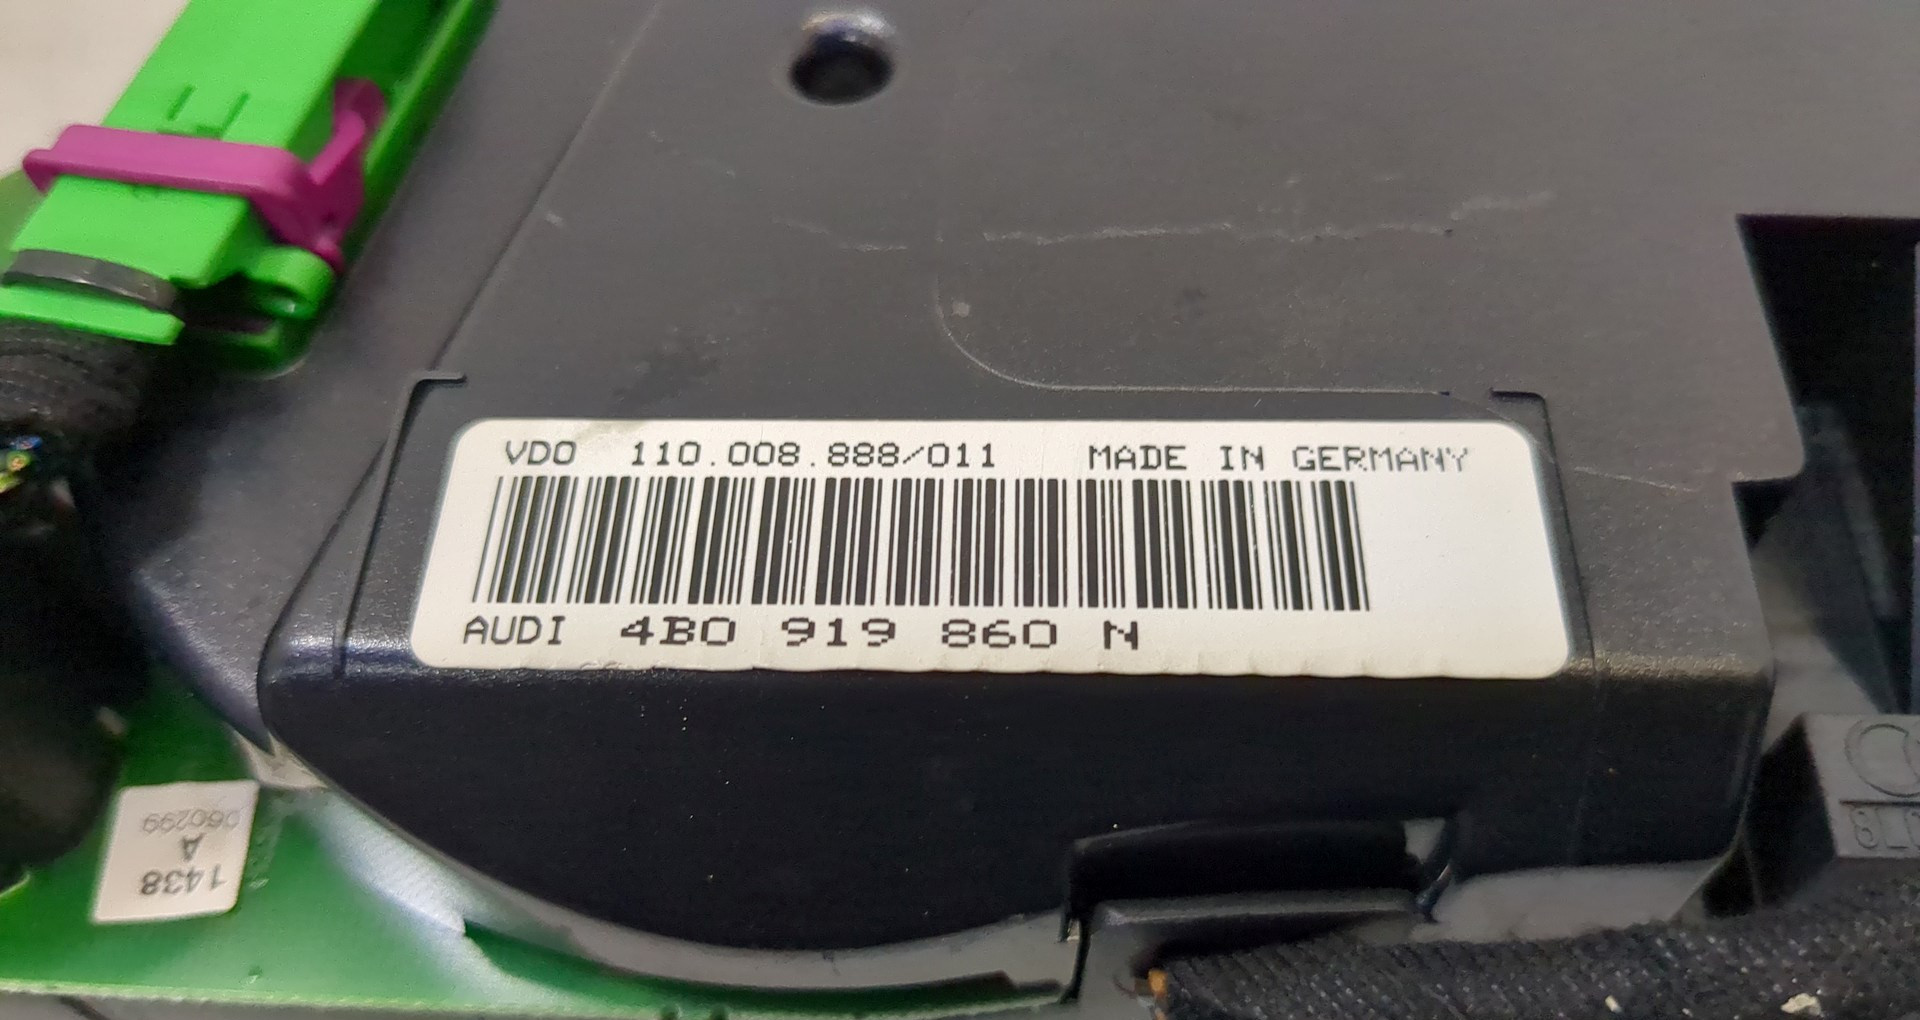 VDO 110.008.888/011 MADE IN GERMANY
AUDI 4B0 919 860 N
1438
A
060299